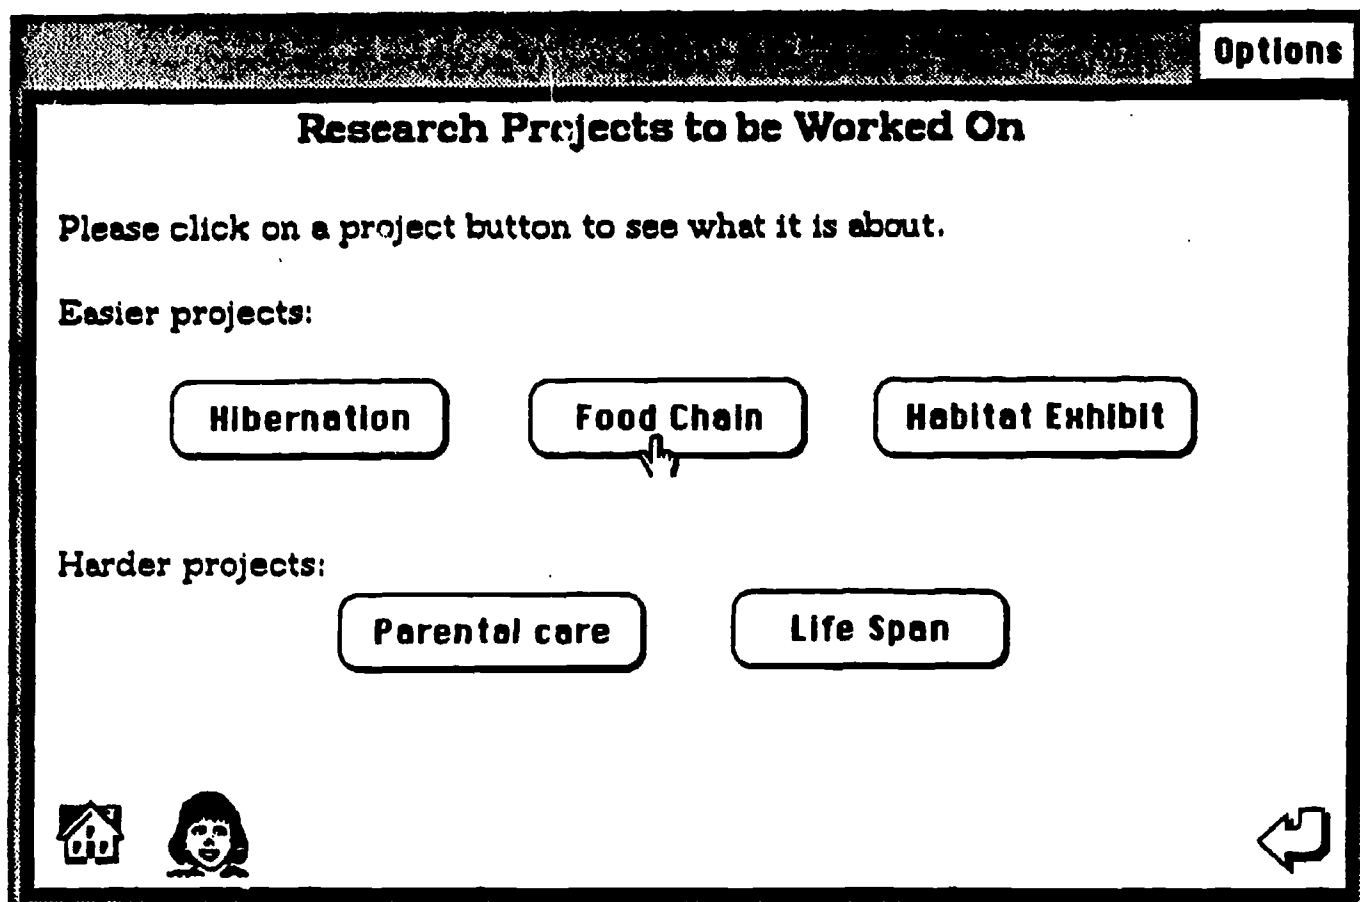 Options
Research Projects to be Worked On
Please click on a project button to see what it is about.
Easier projects:
Hibernation Food Chain Habitat Exhibit
Harder projects:
Parental care Life Span